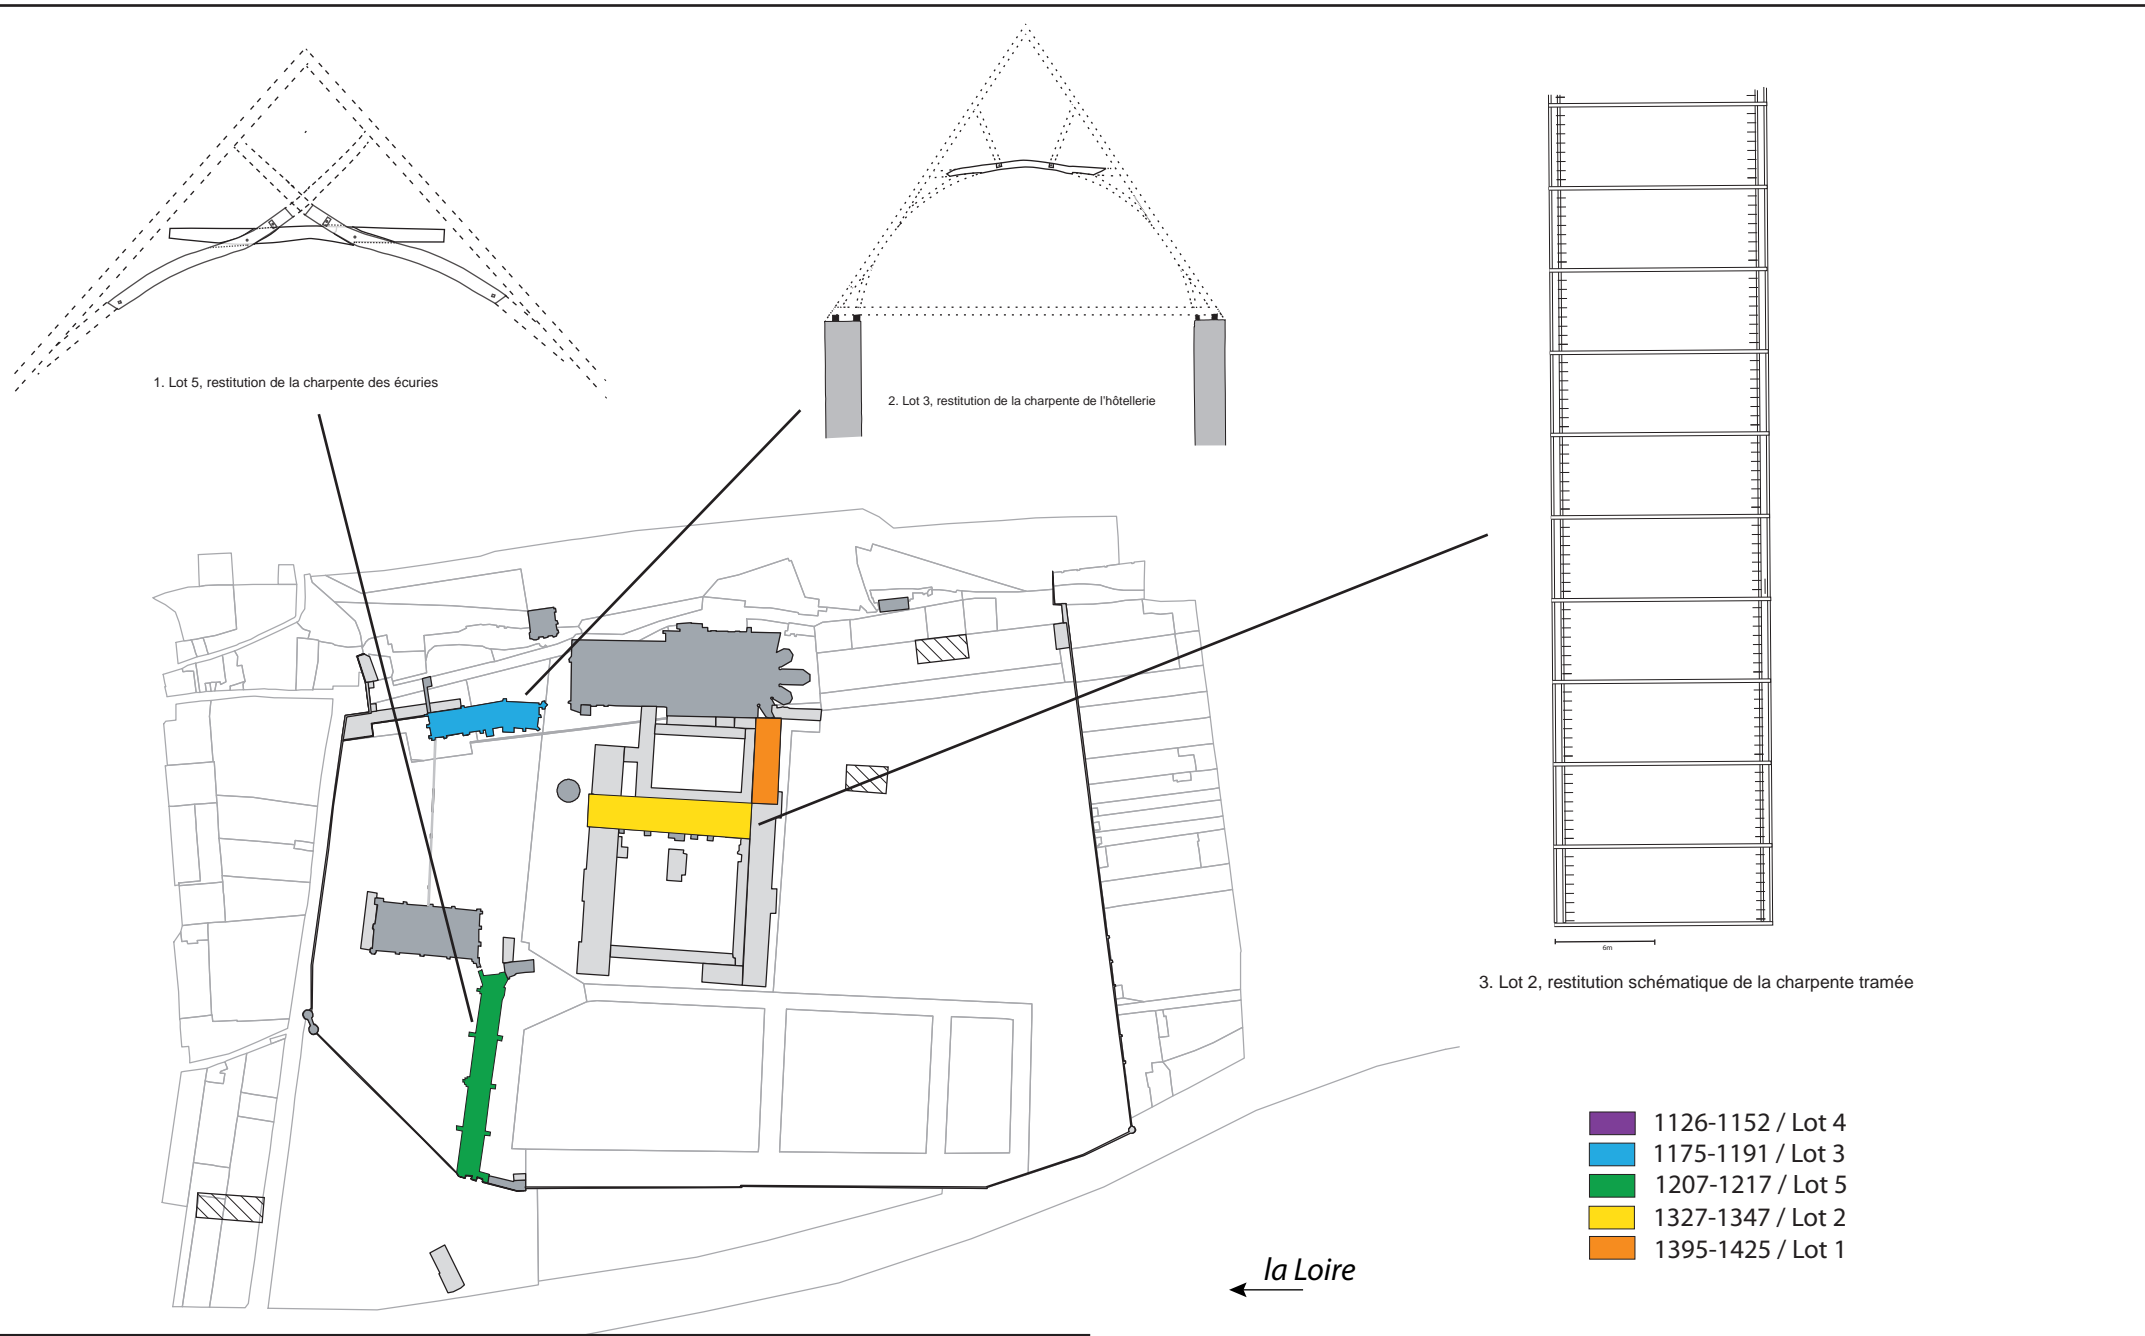 1. Lot 5, restitution de la charpente des écuries
2. Lot 3, restitution de la charpente de l'hôtellerie
6m
3. Lot 2, restitution schématique de la charpente tramée
1126-1152 / Lot 4
1175-1191 / Lot 3
1207-1217 / Lot 5
1327-1347 / Lot 2
1395-1425 / Lot 1
la Loire